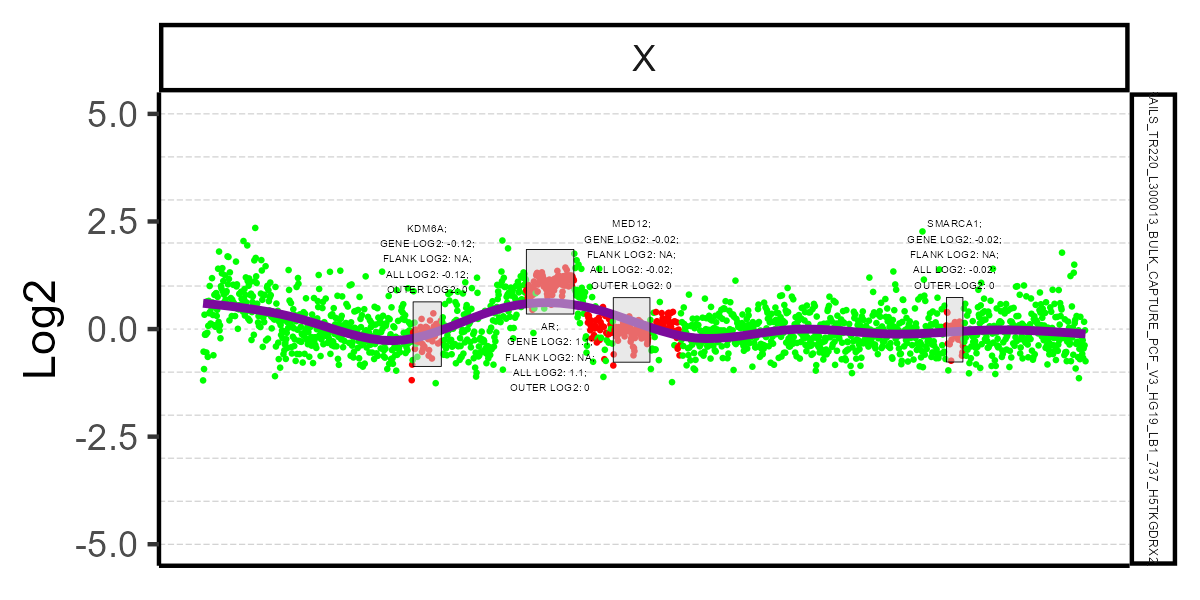 X
Log2
5.0
2.5
0.0
-2.5
-5.0
KDM6A;
GENE LOG2: -0.12;
FLANK LOG2: NA;
ALL LOG2: -0.12;
OUTER LOG2: 0
AR;
GENE LOG2: 1.1;
FLANK LOG2: NA;
ALL LOG2: 1.1;
OUTER LOG2: 0
MED12;
GENE LOG2: -0.02;
FLANK LOG2: NA;
ALL LOG2: -0.02;
OUTER LOG2: 0
SMARCA1;
GENE LOG2: -0.02;
FLANK LOG2: NA;
ALL LOG2: -0.02;
OUTER LOG2: 0
AILS_TR220_L300013_BULK_CAPTURE_PCF_V3_HG19_LB1_737_H5TKGDRX2